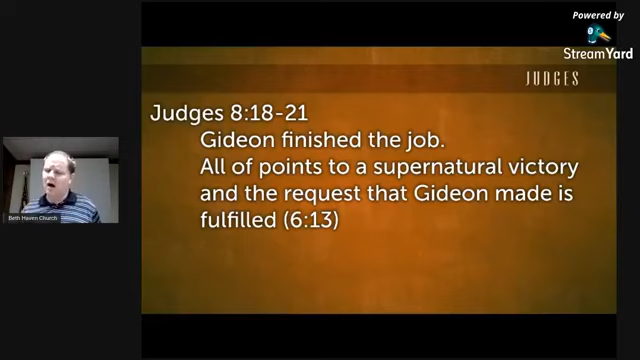 Powered by
StreamYard
JUDGES
Judges 8:18-21
Gideon finished the job.
All of points to a supernatural victory
and the request that Gideon made is
fulfilled (6:13)
Beth Haven Church